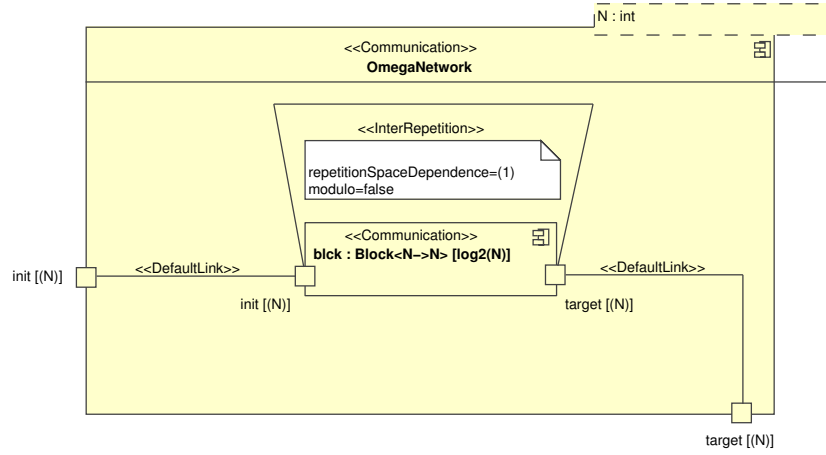 N : int
<<Communication>>
OmegaNetwork
<<InterRepetition>>
repetitionSpaceDependence=(1)
modulo=false
<<Communication>>
blck : Block<N−>N> [log2(N)]
init [(N)]
<<DefaultLink>>
<<DefaultLink>>
init [(N)]
target [(N)]
target [(N)]